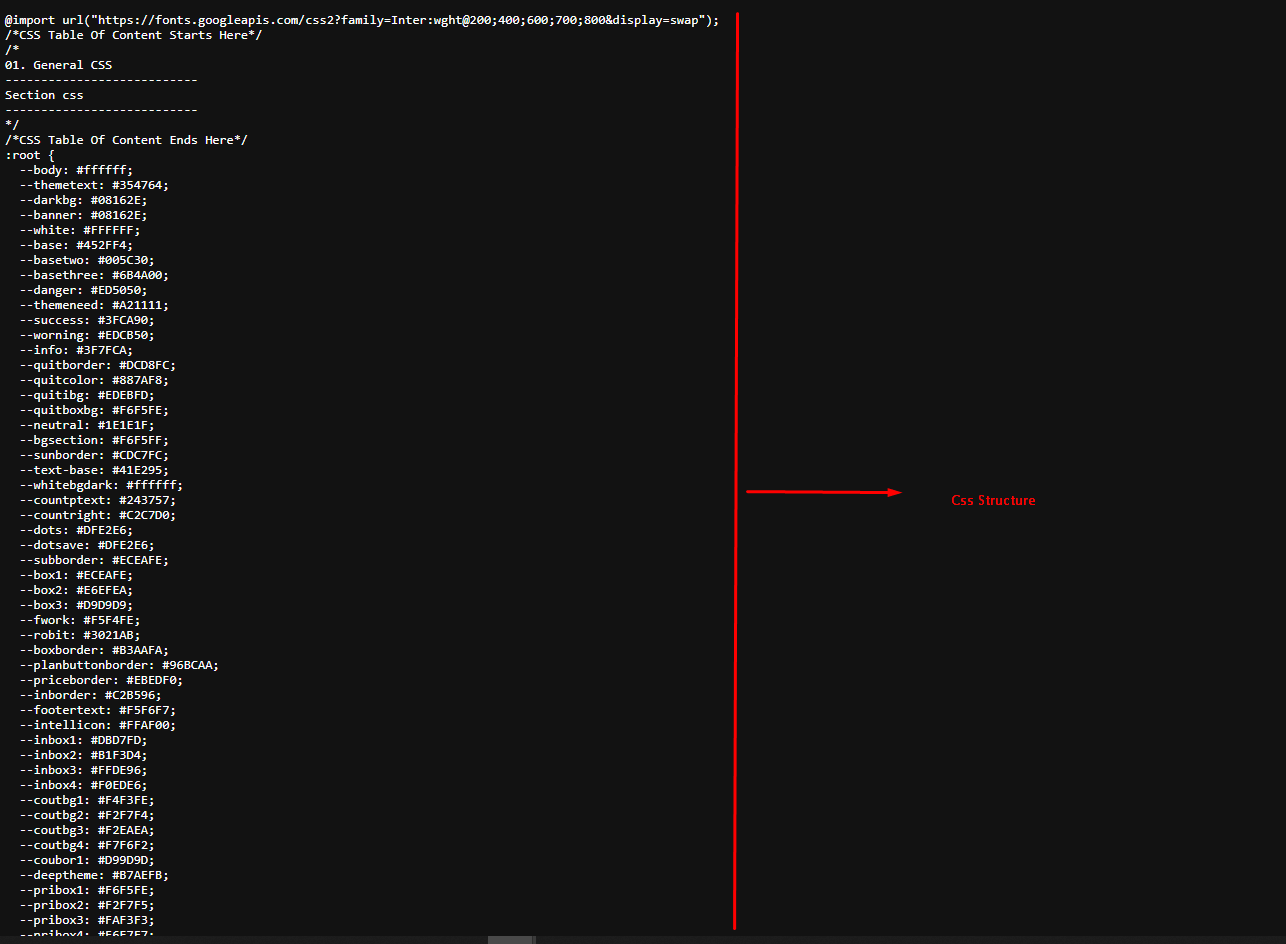 @import url("https://fonts.googleapis.com/css2?family=Inter:wght@200;400;600;700;800&display=swap");
/*CSS Table Of Content Starts Here*/
/*
01. General CSS
---------------------------
Section css
---------------------------
*/
/*CSS Table Of Content Ends Here*/
:root {
--body: #ffffff;
--themetext: #354764;
--darkbg: #08162E;
--banner: #08162E;
--white: #FFFFFF;
--base: #452FF4;
--basetwo: #005C30;
--basethree: #6B4A00;
--danger: #ED5050;
--themeneed: #A21111;
--success: #3FCA90;
--worning: #EDCB50;
--info: #3F7FCA;
--quitborder: #DCD8FC;
--quitcolor: #887AF8;
--quitibg: #EDEBFD;
--quitboxbg: #F6F5FE;
--neutral: #1E1E1F;
--bgsection: #F6F5FF;
--sunborder: #CDC7FC;
--text-base: #41E295;
--whitebgdark: #ffffff;
--countptext: #243757;
--countright: #C2C7D0;
--dots: #DFE2E6;
--dotsave: #DFE2E6;
--subborder: #ECEAFE;
--box1: #ECEAFE;
--box2: #E6EFEA;
--box3: #D9D9D9;
--fwork: #F5F4FE;
--robit: #3021AB;
--boxborder: #B3AAFA;
--planbuttonborder: #96BCAA;
--priceborder: #EBEDF0;
--inborder: #C2B596;
--footertext: #F5F6F7;
--intellicon: #FFAF00;
--inbox1: #DBD7FD;
--inbox2: #B1F3D4;
--inbox3: #FFDE96;
--inbox4: #F0EDE6;
--coutbg1: #F4F3FE;
--coutbg2: #F2F7F4;
--coutbg3: #F2EAEA;
--coutbg4: #F7F6F2;
--coubor1: #D99D9D;
--deeptheme: #B7AEFB;
--pribox1: #F6F5FE;
--pribox2: #F2F7F5;
--pribox3: #FAF3F3;
--pribox4:
Css Structure